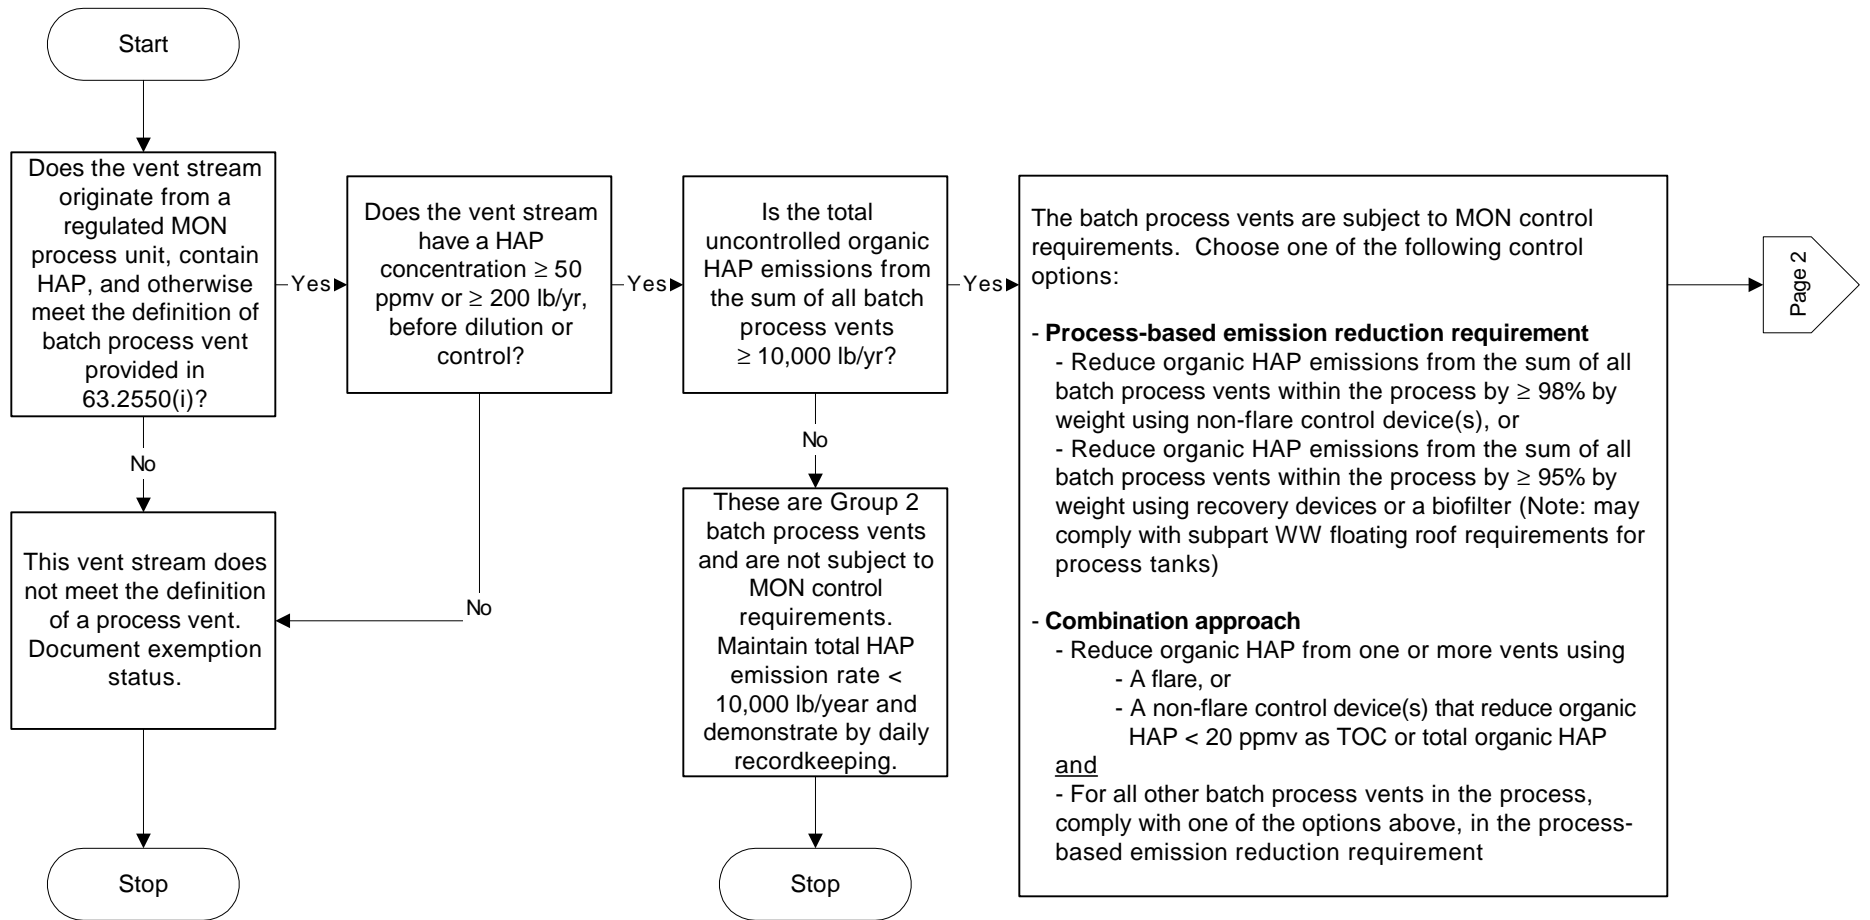 Start
Does the vent stream
originate from a
regulated MON
process unit, contain
HAP, and otherwise
meet the definition of
batch process vent
provided in
63.2550(i)?
Yes
No
This vent stream does
not meet the definition
of a process vent.
Document exemption
status.
Stop
Does the vent stream
have a HAP
concentration ≥ 50
ppmv or ≥ 200 lb/yr,
before dilution or
control?
Yes
No
Is the total
uncontrolled organic
HAP emissions from
the sum of all batch
process vents
≥ 10,000 lb/yr?
Yes
No
These are Group 2
batch process vents
and are not subject to
MON control
requirements.
Maintain total HAP
emission rate <
10,000 lb/year and
demonstrate by daily
recordkeeping.
Stop
The batch process vents are subject to MON control
requirements. Choose one of the following control
options:
- Process-based emission reduction requirement
- Reduce organic HAP emissions from the sum of all
batch process vents within the process by ≥ 98% by
weight using non-flare control device(s), or
- Reduce organic HAP emissions from the sum of all
batch process vents within the process by ≥ 95% by
weight using recovery devices or a biofilter (Note: may
comply with subpart WW floating roof requirements for
process tanks)
- Combination approach
- Reduce organic HAP from one or more vents using
- A flare, or
- A non-flare control device(s) that reduce organic
HAP < 20 ppmv as TOC or total organic HAP
and
- For all other batch process vents in the process,
comply with one of the options above, in the process-
based emission reduction requirement
Page 2